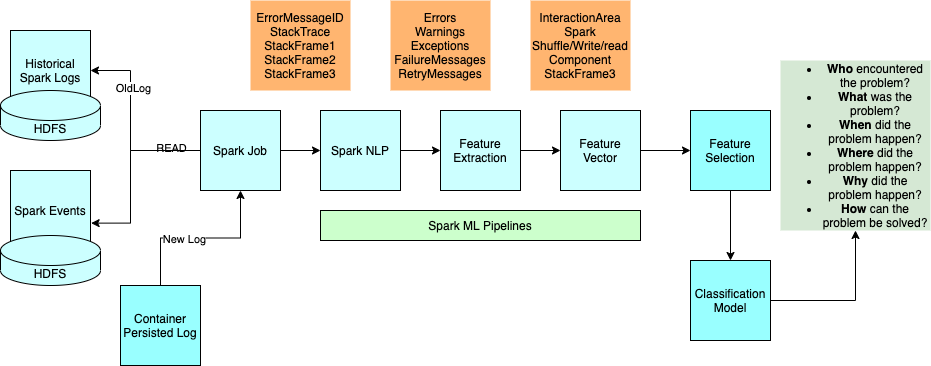 ErrorMessageID
StackTrace
StackFrame1
StackFrame2
StackFrame3
Errors
Warnings
Exceptions
FailureMessages
RetryMessages
InteractionArea
Spark
Shuffle/Write/read
Component
StackFrame3
Historical
Spark Logs
HDFS
OldLog
READ
Spark Job
Spark NLP
Feature
Extraction
Feature
Vector
Feature
Selection
• Who encountered
the problem?
• What was the
problem?
• When did the
problem happen?
• Where did the
problem happen?
• Why did the
problem happen?
• How can the
problem be solved?
Spark Events
HDFS
New Log
Spark ML Pipelines
Container
Persisted Log
Classification
Model